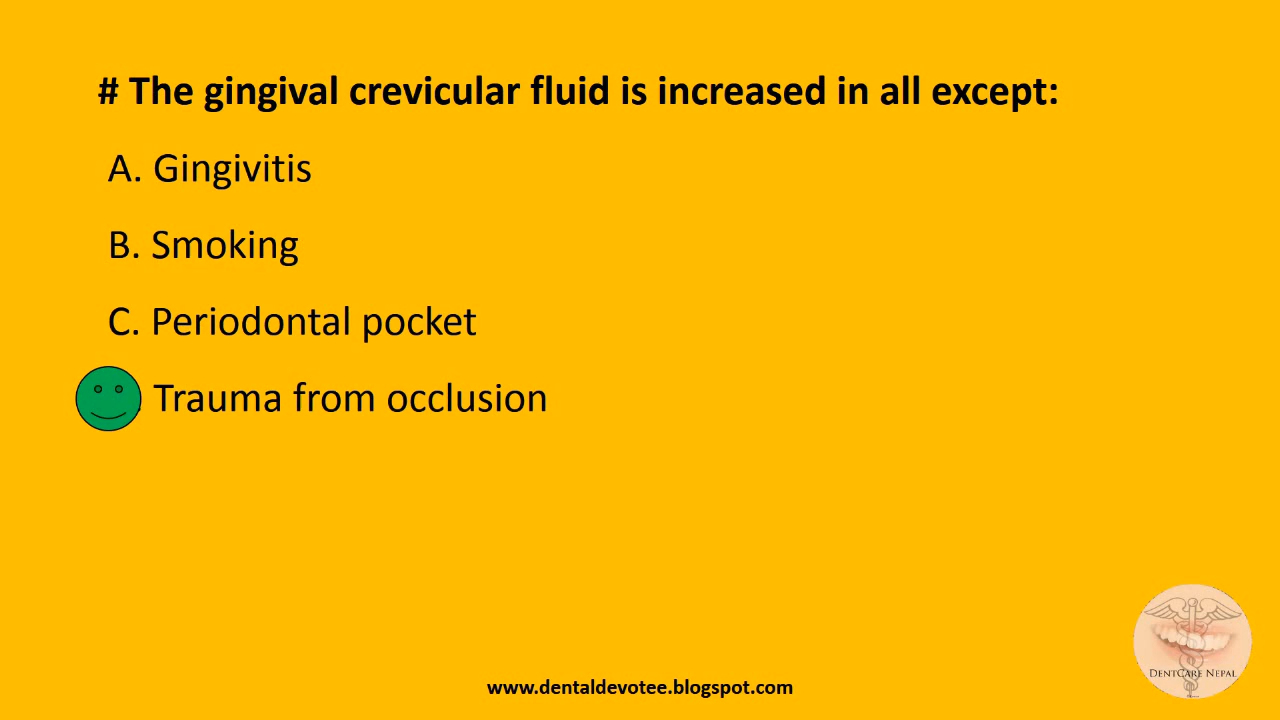 # The gingival crevicular fluid is increased in all except:
A. Gingivitis
B. Smoking
C. Periodontal pocket
. Trauma from occlusion
DENTCARE NEPAL
www.dentaldevotee.blogspot.com